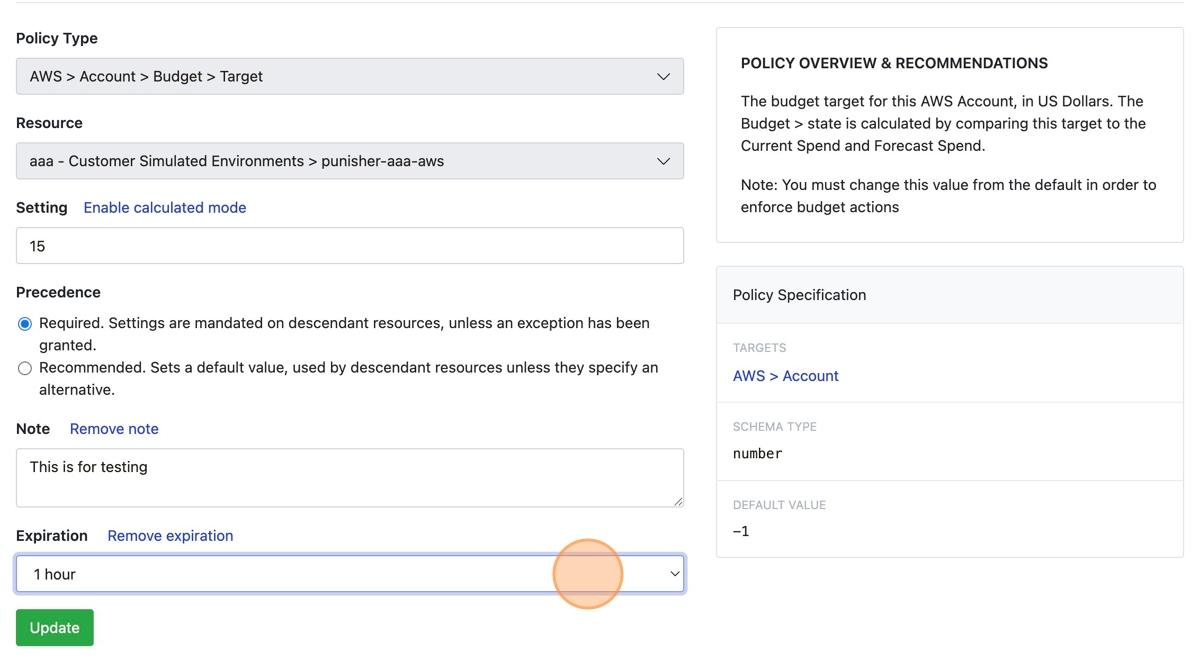 Policy Type
AWS > Account > Budget > Target
Resource
aaa - Customer Simulated Environments > punisher-aaa-aws
Setting Enable calculated mode
15
Precedence
Required. Settings are mandated on descendant resources, unless an exception has been
granted.
Recommended. Sets a default value, used by descendant resources unless they specify an
alternative.
Note Remove note
This is for testing
Expiration Remove expiration
1 hour
Update
POLICY OVERVIEW & RECOMMENDATIONS
The budget target for this AWS Account, in US Dollars. The
Budget > state is calculated by comparing this target to the
Current Spend and Forecast Spend.
Note: You must change this value from the default in order to
enforce budget actions
Policy Specification
TARGETS
AWS > Account
SCHEMA TYPE
number
DEFAULT VALUE
-1